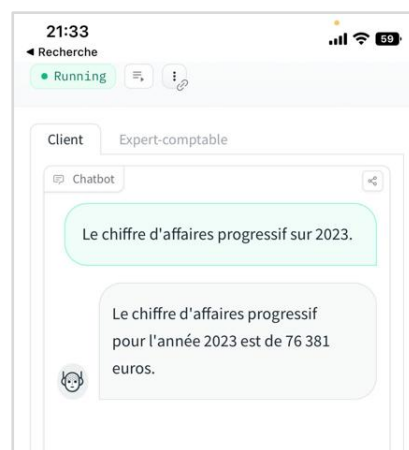 21:33
59
Recherche
Running
Client Expert-comptable
Chatbot
Le chiffre d'affaires progressif sur 2023.
Le chiffre d'affaires progressif
pour l'année 2023 est de 76 381
euros.